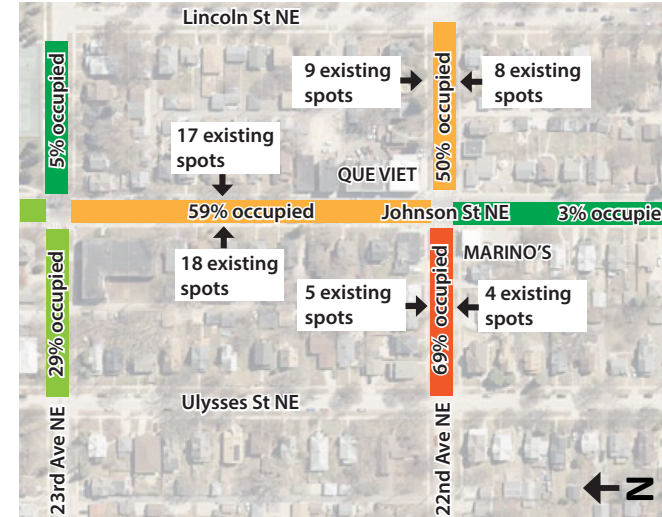 Lincoln St NE
5% occupied
9 existing
spots
50% occupied
8 existing
spots
17 existing
spots
QUE VIET
59% occupied
Johnson St NE
3% occupie
29% occupied
18 existing
spots
MARINO'S
5 existing
spots
69% occupied
4 existing
spots
Ulysses St NE
23rd Ave NE
22nd Ave NE
N